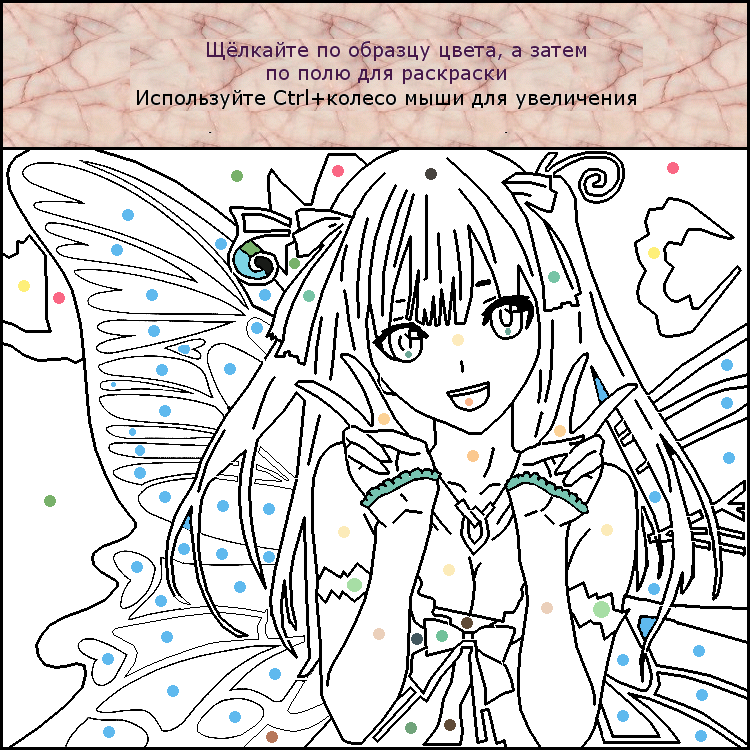 Щёлкайте по образцу цвета, а затем
по полю для раскраски
Используйте Ctrl+колесо мыши для увеличения